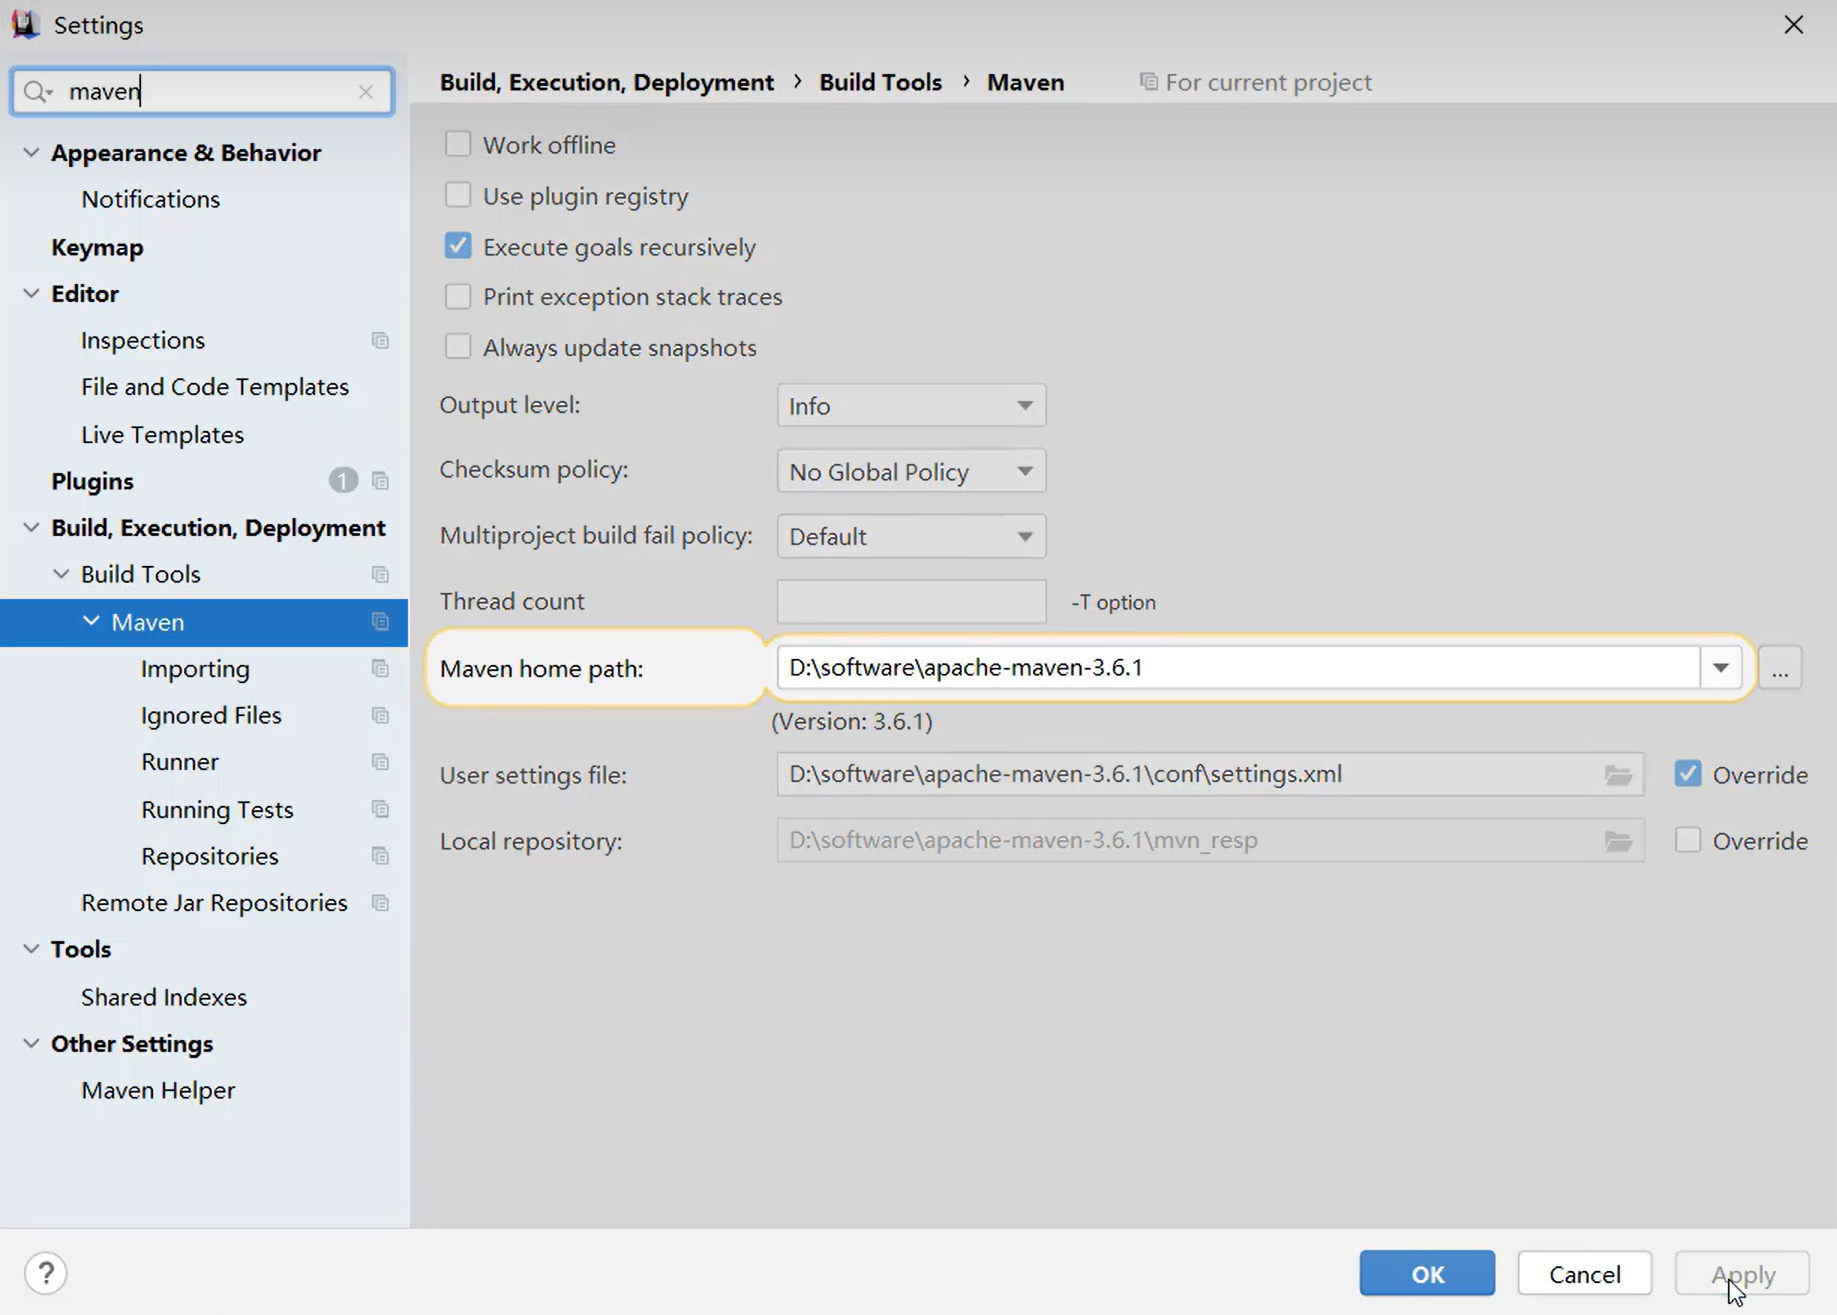 Settings
maven
Appearance & Behavior
Notifications
Keymap
Editor
Inspections
File and Code Templates
Live Templates
Plugins 1
Build, Execution, Deployment
Build Tools
Maven
Importing
Ignored Files
Runner
Running Tests
Repositories
Remote Jar Repositories
Tools
Shared Indexes
Other Settings
Maven Helper
Build, Execution, Deployment › Build Tools › Maven For current project
Work offline
Use plugin registry
Execute goals recursively
Print exception stack traces
Always update snapshots
Output level: Info
Checksum policy: No Global Policy
Multiproject build fail policy: Default
Thread count -T option
Maven home path: D:\software\apache-maven-3.6.1 ...
(Version: 3.6.1)
User settings file: D:\software\apache-maven-3.6.1\conf\settings.xml Override
Local repository: D:\software\apache-maven-3.6.1\mvn_resp Override
? OK Cancel Apply